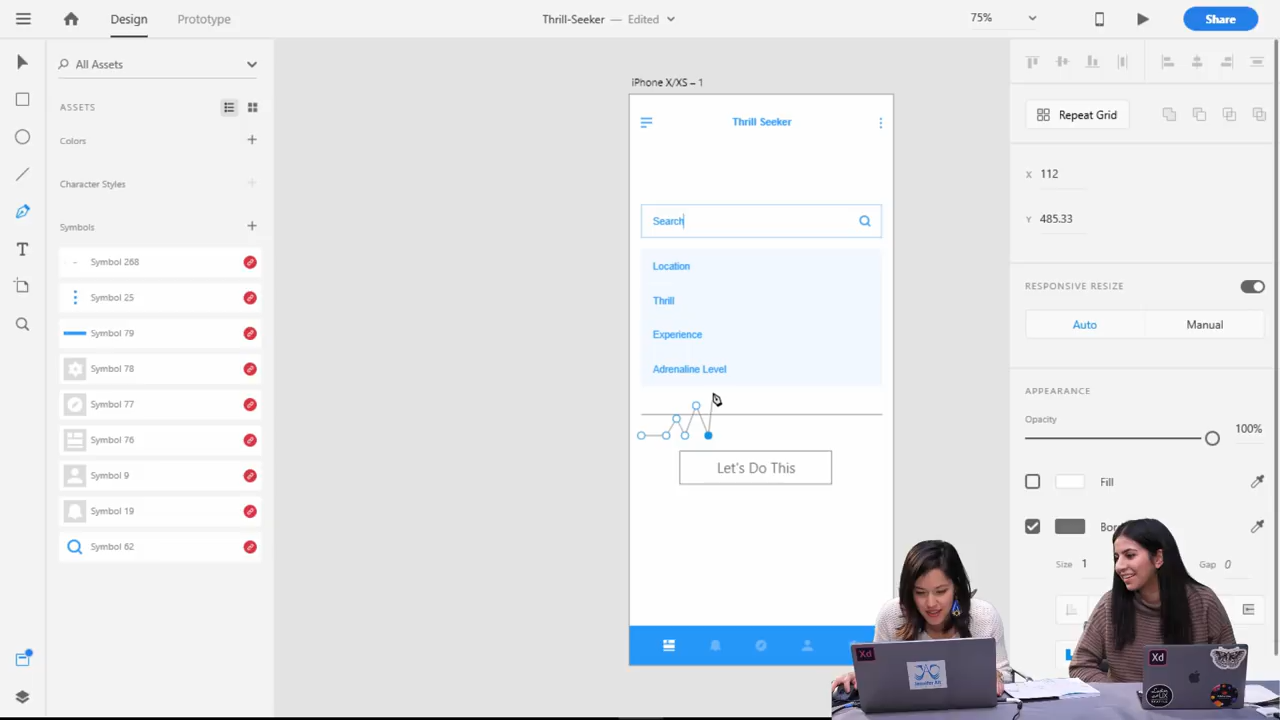 Design
Prototype
Thrill-Seeker — Edited
75%
Share
All Assets
ASSETS
Colors
Character Styles
Symbols
Symbol 268
Symbol 25
Symbol 79
Symbol 78
Symbol 77
Symbol 76
Symbol 9
Symbol 19
Symbol 62
iPhone X/XS – 1
Thrill Seeker
Search
Location
Thrill
Experience
Adrenaline Level
Let's Do This
Repeat Grid
X 112
Y 485.33
RESPONSIVE RESIZE
Auto
Manual
APPEARANCE
Opacity
100%
Fill
Size 1
Gap 0
Xd
Xd